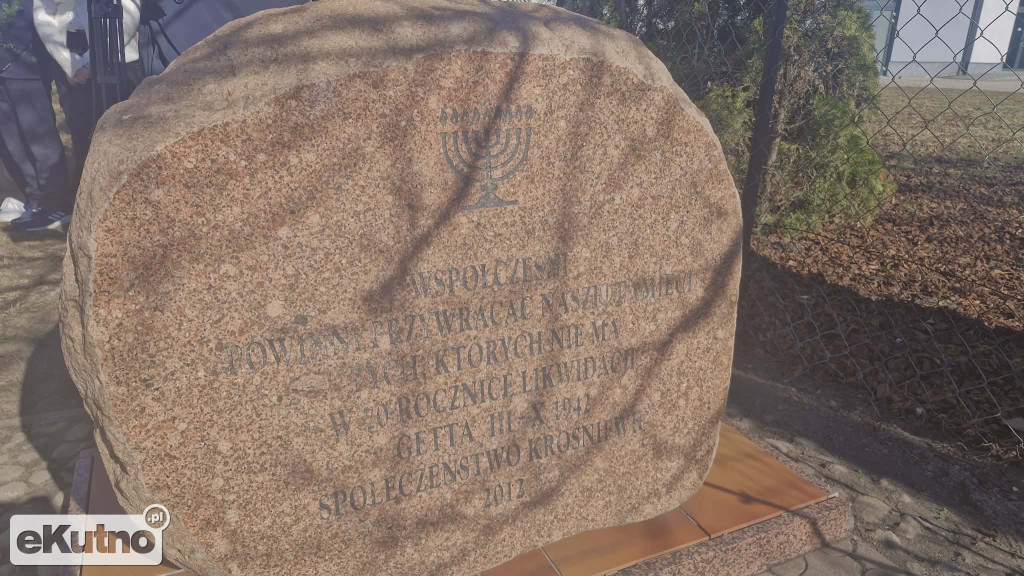 WSPÓŁCZEŚNI
POWINNI PRZYWRACAĆ NASZEJ PAMIĘCI
TYCH, KTÓRYCH NIE MA
W 70 ROCZNICĘ LIKWIDACJI
GETTA III - X 1942
SPOŁECZEŃSTWO KROŚNIEWIC
2012
eKutno.pl